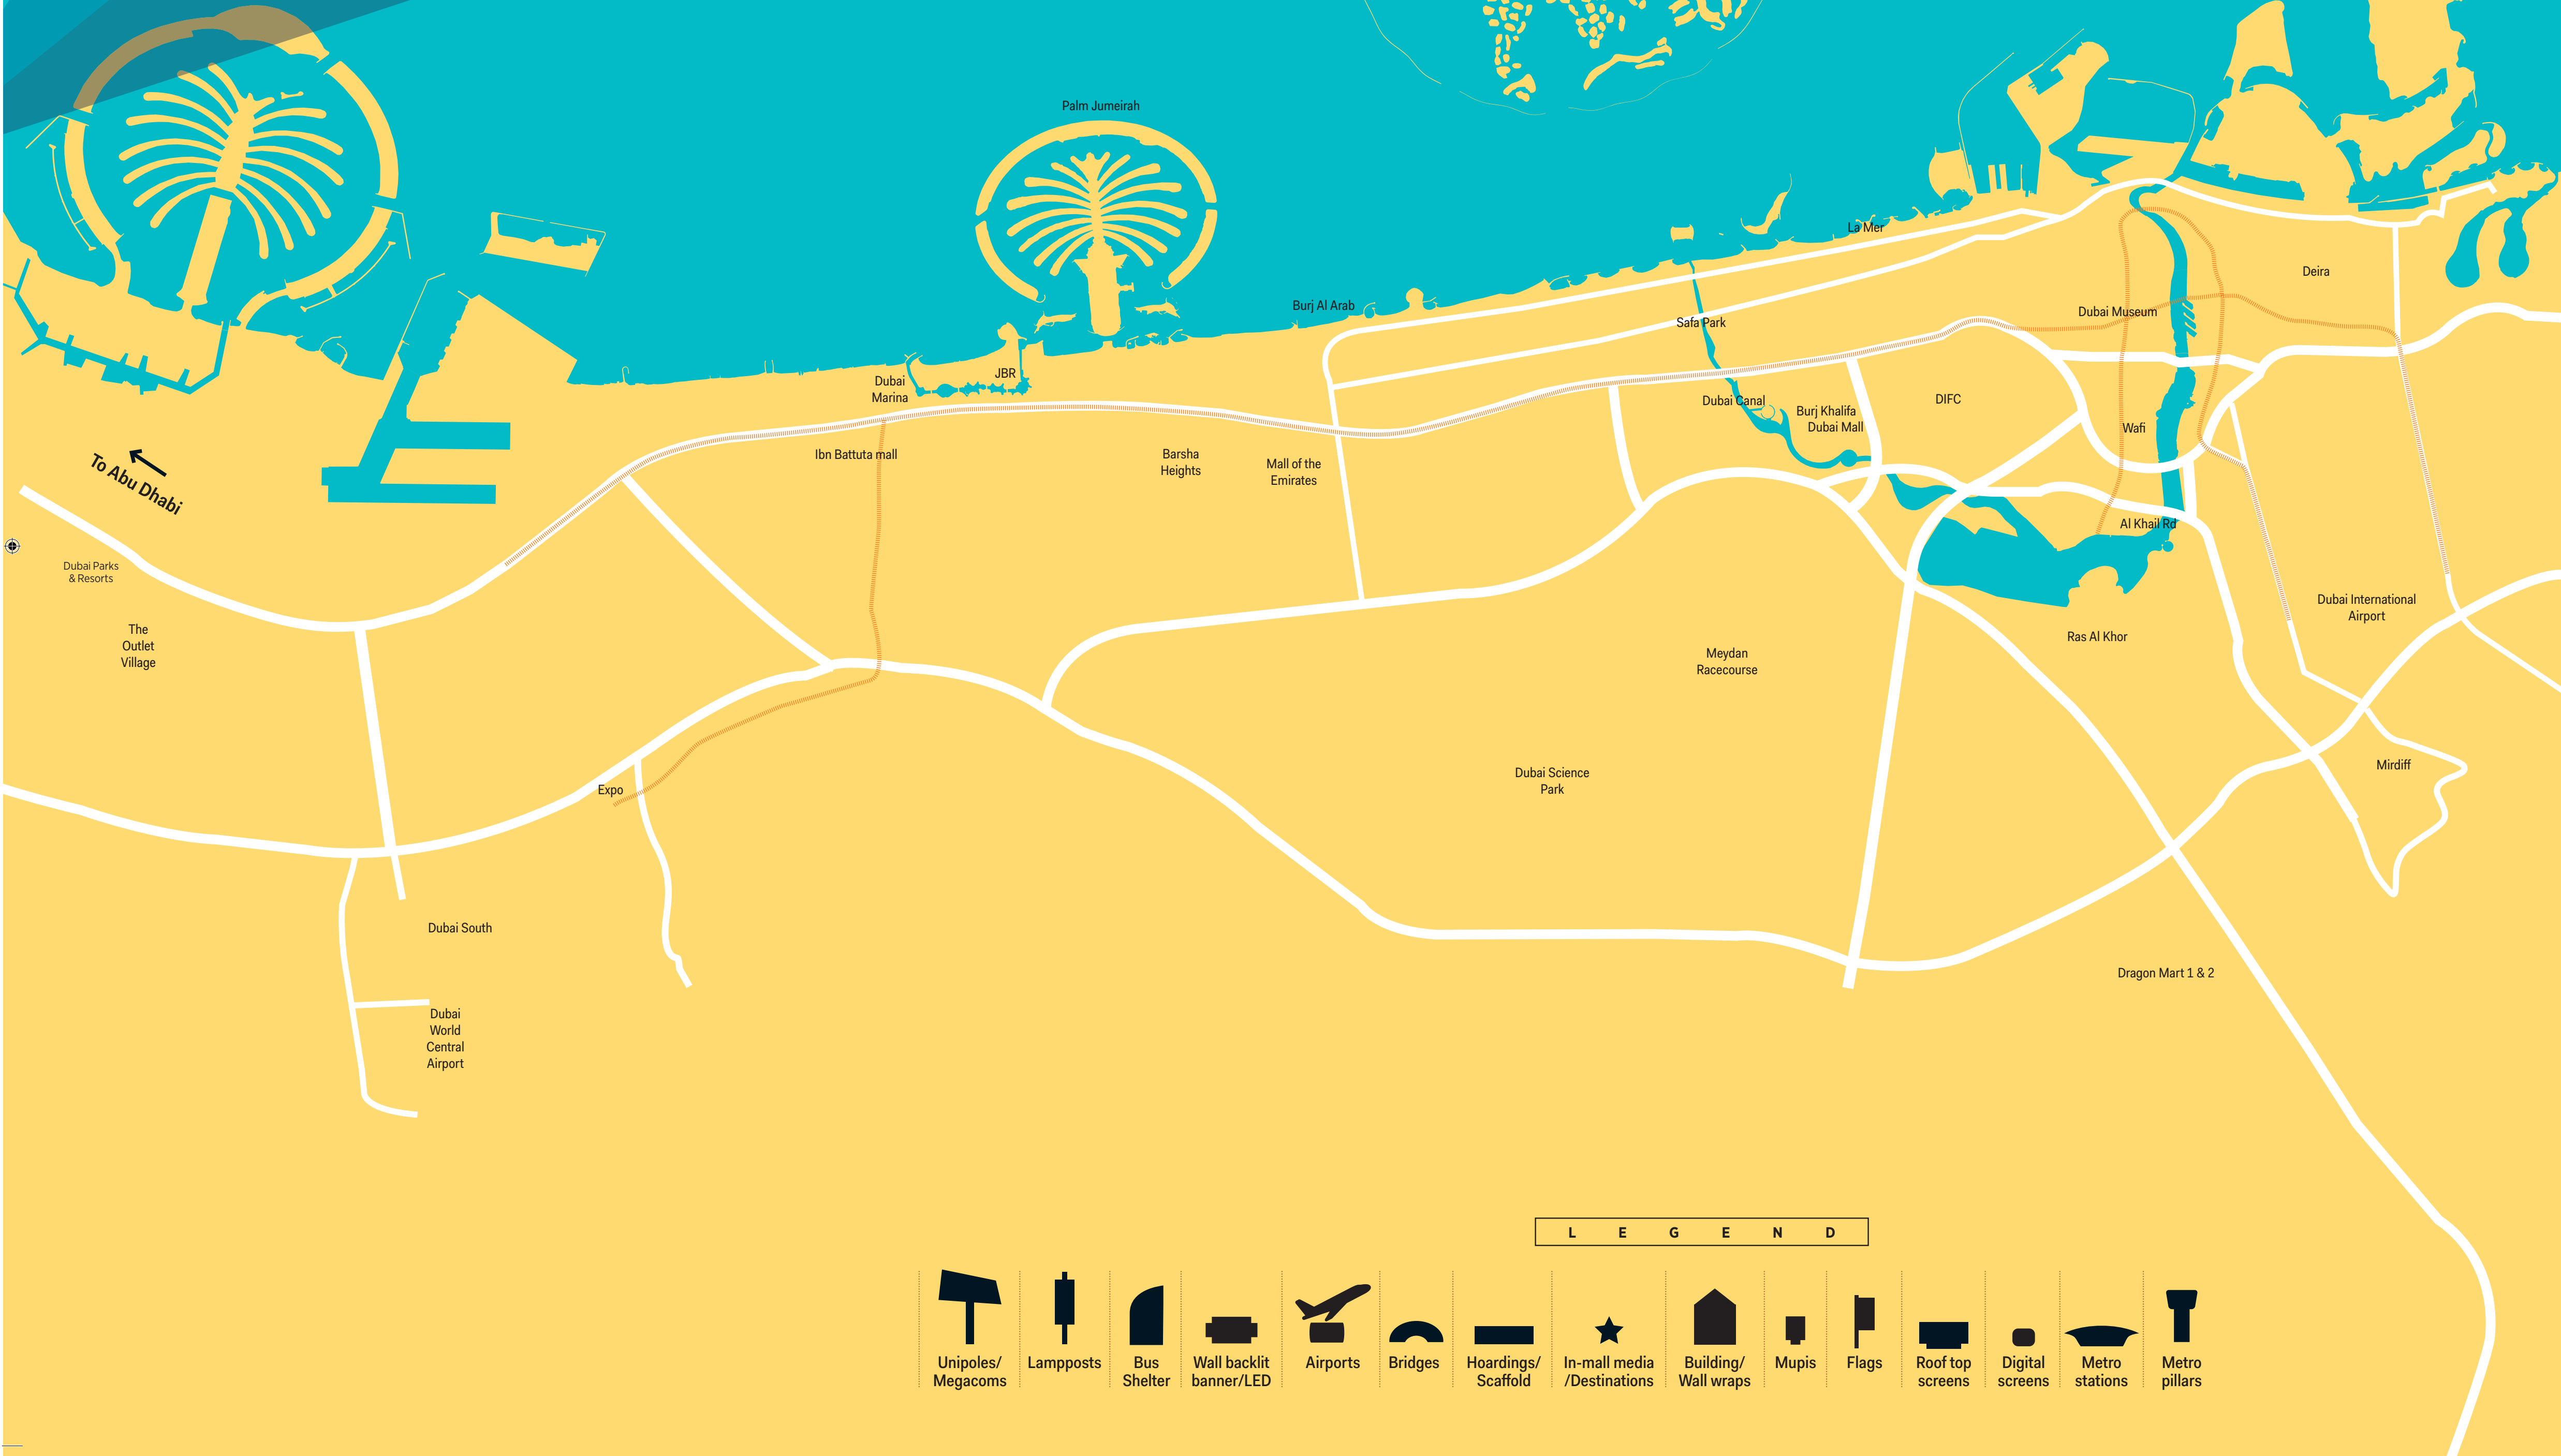 Palm Jumeirah
La Mer
Deira
Burj Al Arab
Dubai Museum
Safa Park
JBR
Dubai
Marina
Dubai Canal
Burj Khalifa
Dubai Mall
DIFC
Wafi
Ibn Battuta mall
Barsha
Heights
Mall of the
Emirates
To Abu Dhabi
Al Khail Rd
Dubai Parks
& Resorts
Dubai International
Airport
The
Outlet
Village
Ras Al Khor
Meydan
Racecourse
Dubai Science
Park
Mirdiff
Expo
Dubai South
Dragon Mart 1 & 2
Dubai
World
Central
Airport
LEGEND
Unipoles/
Megacoms
Lampposts
Bus
Shelter
Wall backlit
banner/LED
Airports
Bridges
Hoardings/
Scaffold
In-mall media
/Destinations
Building/
Wall wraps
Mupis
Flags
Roof top
screens
Digital
screens
Metro
stations
Metro
pillars